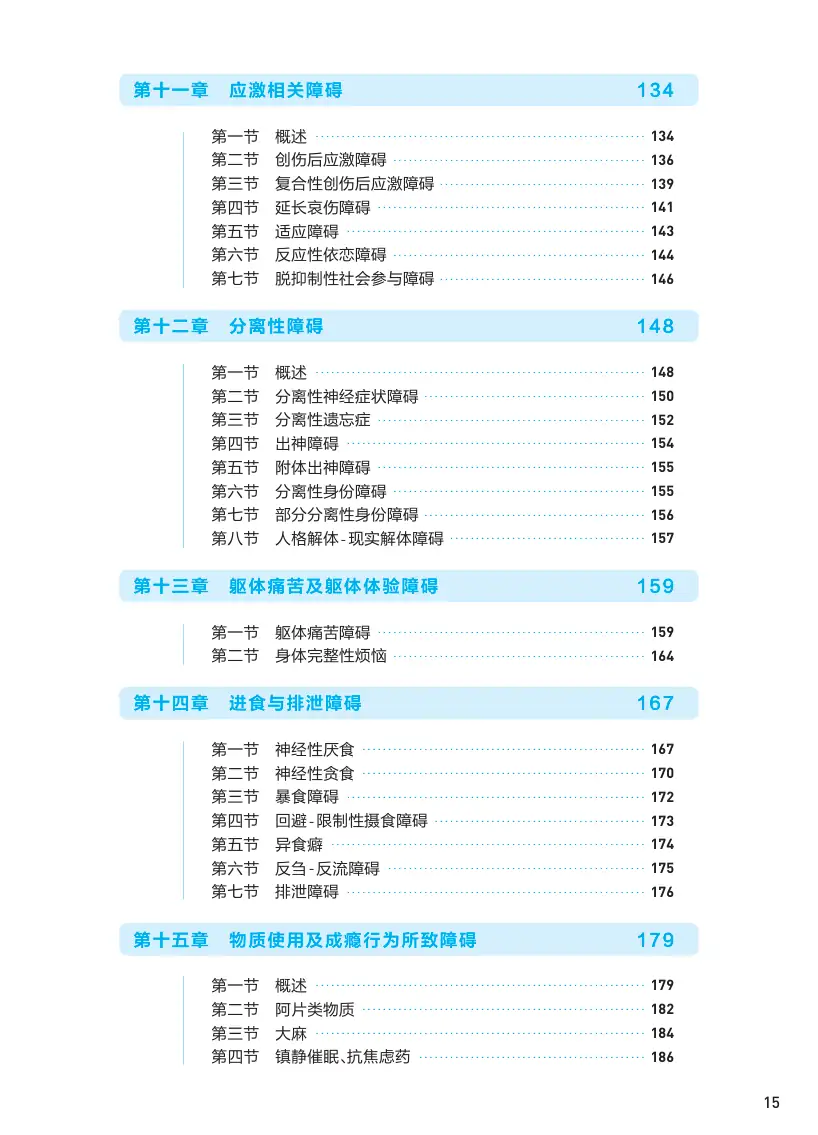 第十一章 应激相关障碍 134
第一节 概述 134
第二节 创伤后应激障碍 136
第三节 复合性创伤后应激障碍 139
第四节 延长哀伤障碍 141
第五节 适应障碍 143
第六节 反应性依恋障碍 144
第七节 脱抑制性社会参与障碍 146
第十二章 分离性障碍 148
第一节 概述 148
第二节 分离性神经症状障碍 150
第三节 分离性遗忘症 152
第四节 出神障碍 154
第五节 附体出神障碍 155
第六节 分离性身份障碍 155
第七节 部分分离性身份障碍 156
第八节 人格解体-现实解体障碍 157
第十三章 躯体痛苦及躯体体验障碍 159
第一节 躯体痛苦障碍 159
第二节 身体完整性烦恼 164
第十四章 进食与排泄障碍 167
第一节 神经性厌食 167
第二节 神经性贪食 170
第三节 暴食障碍 172
第四节 回避-限制性摄食障碍 173
第五节 异食癖 174
第六节 反刍-反流障碍 175
第七节 排泄障碍 176
第十五章 物质使用及成瘾行为所致障碍 179
第一节 概述 179
第二节 阿片类物质 182
第三节 大麻 184
第四节 镇静催眠、抗焦虑药 186
15